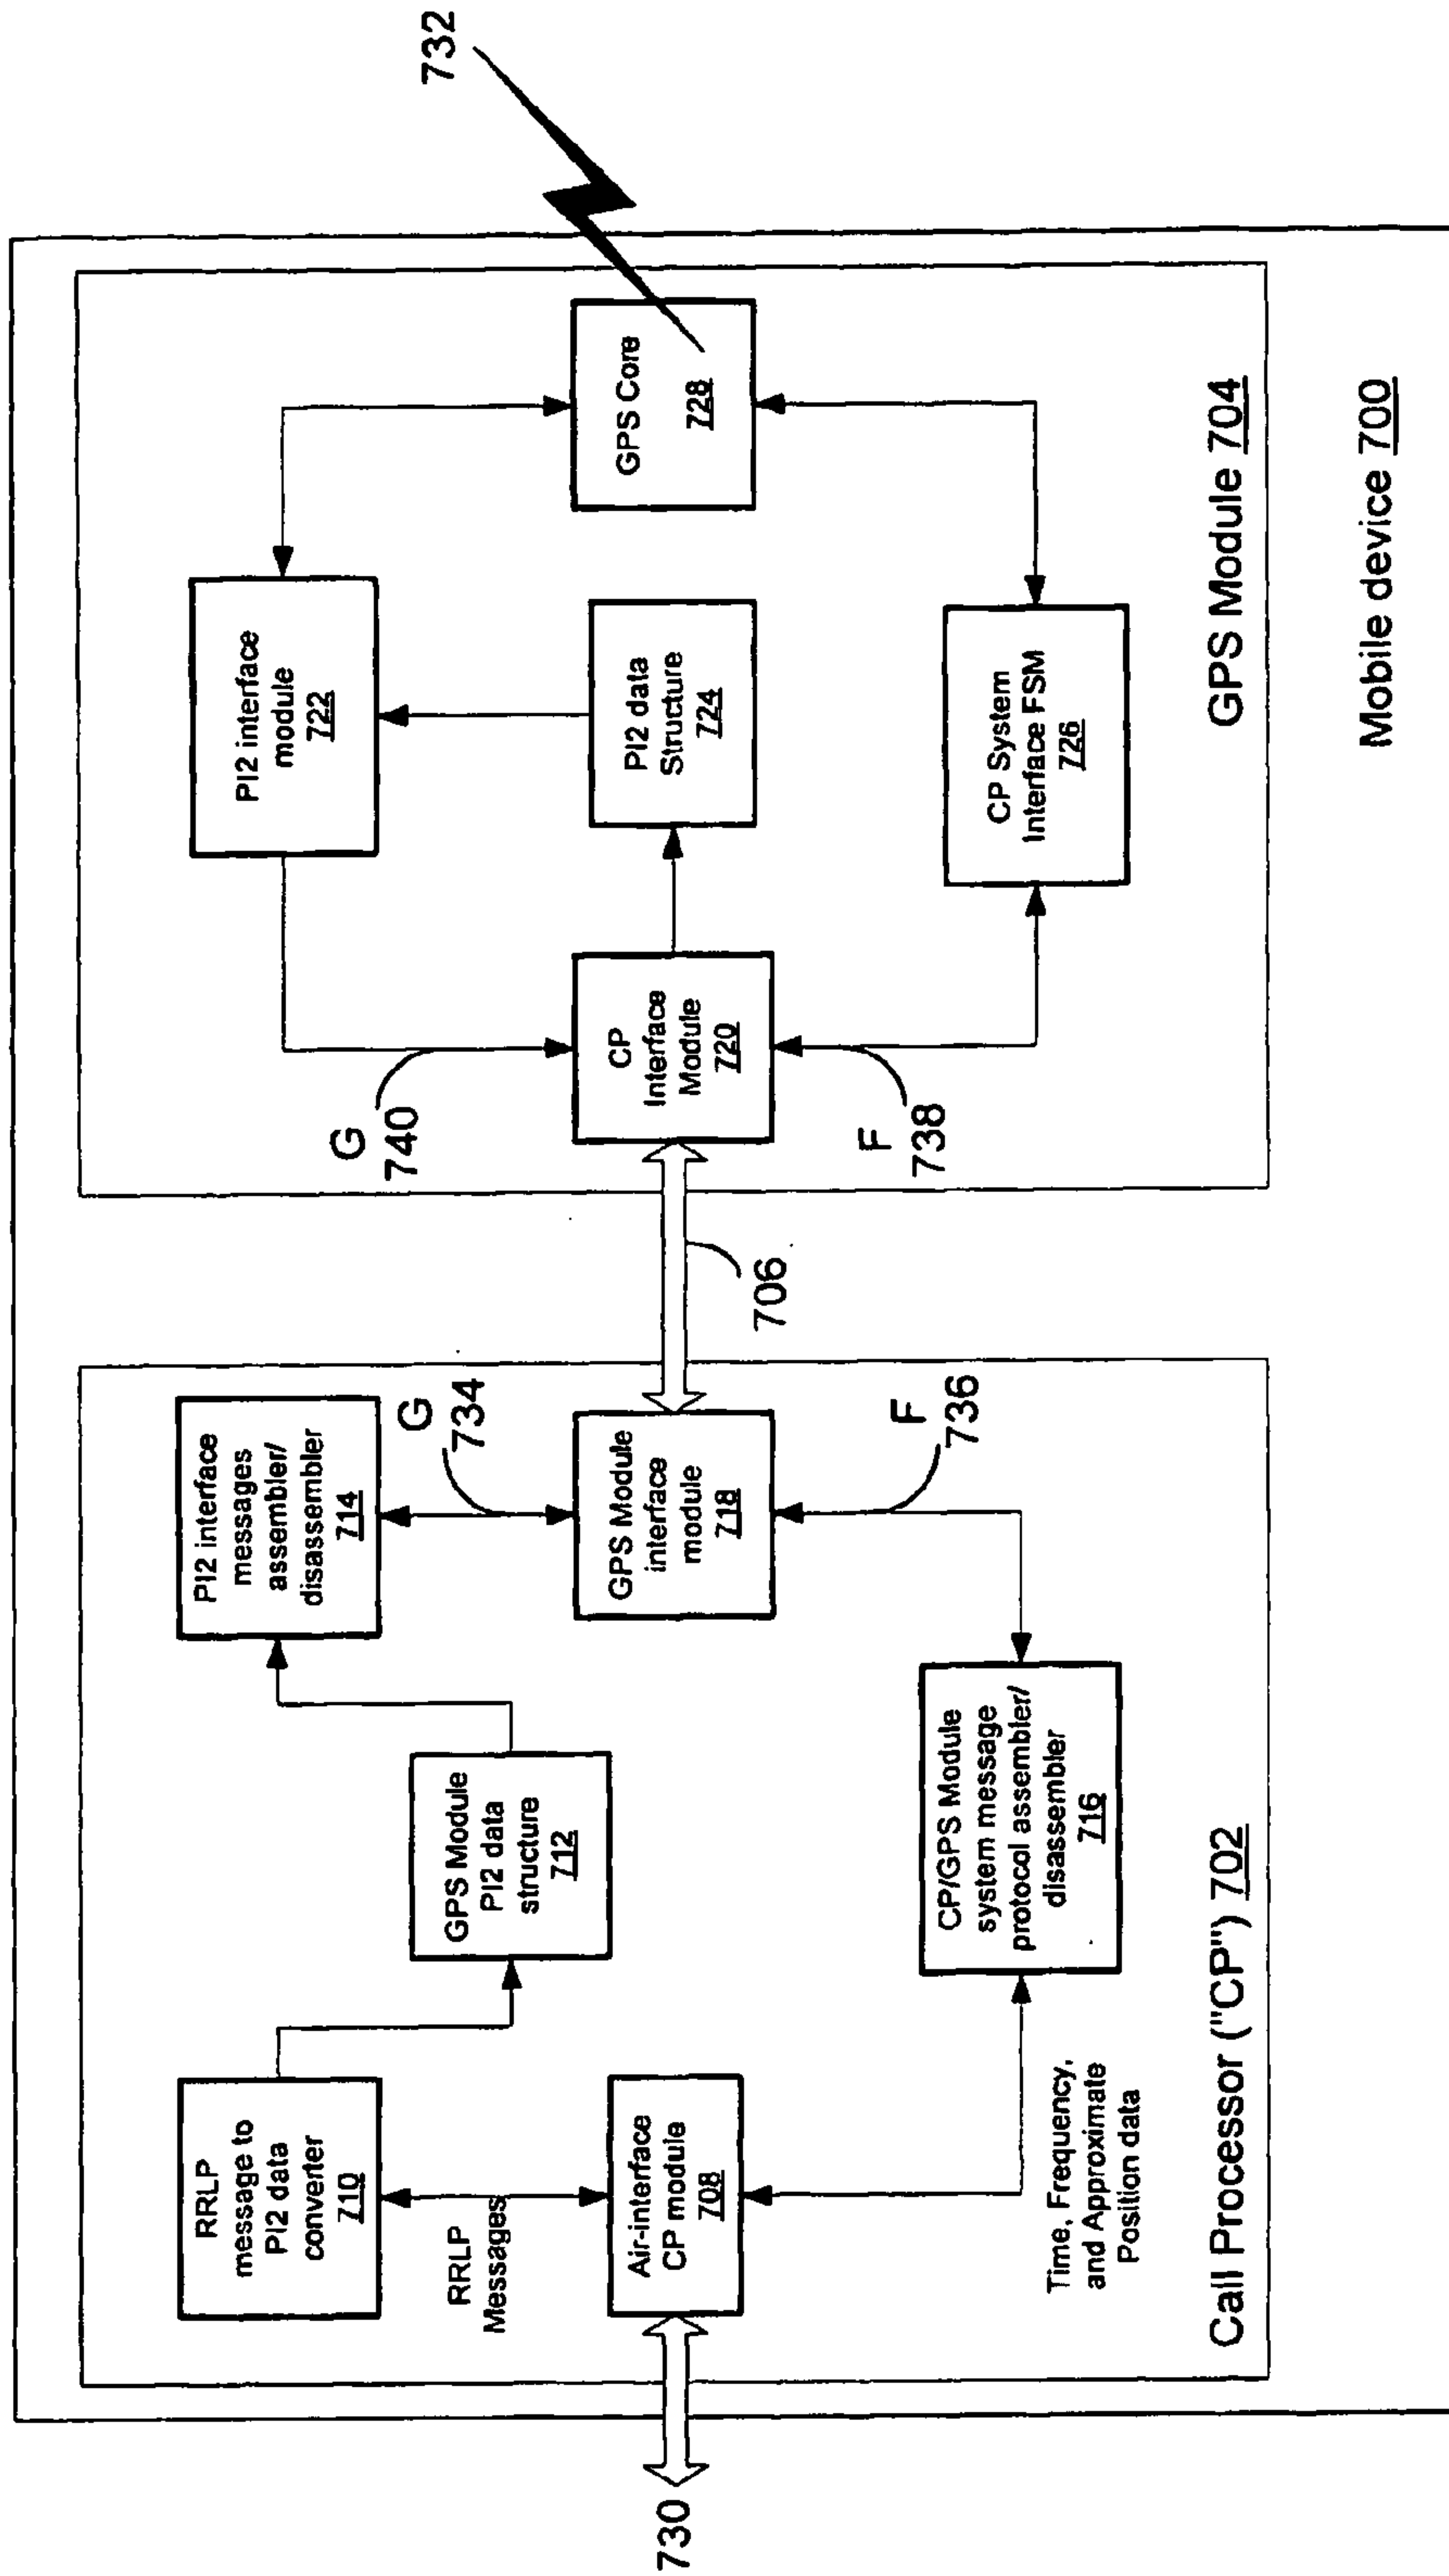 RRLP
message to
PI2 data
converter
710
RRLP
Messages
Air-interface
CP module
708
730
Time, Frequency,
and Approximate
Position data
GPS Module
PI2 data
structure
712
PI2 interface
messages
assembler/
disassembler
714
G
734
GPS Module
interface
module
718
F
736
CP/GPS Module
system message
protocol assembler/
disassembler
716
Call Processor ("CP") 702
706
G
740
CP
Interface
Module
720
F
738
PI2 interface
module
722
PI2 data
Structure
724
CP System
Interface FSM
726
GPS Core
728
732
GPS Module 704
Mobile device 700